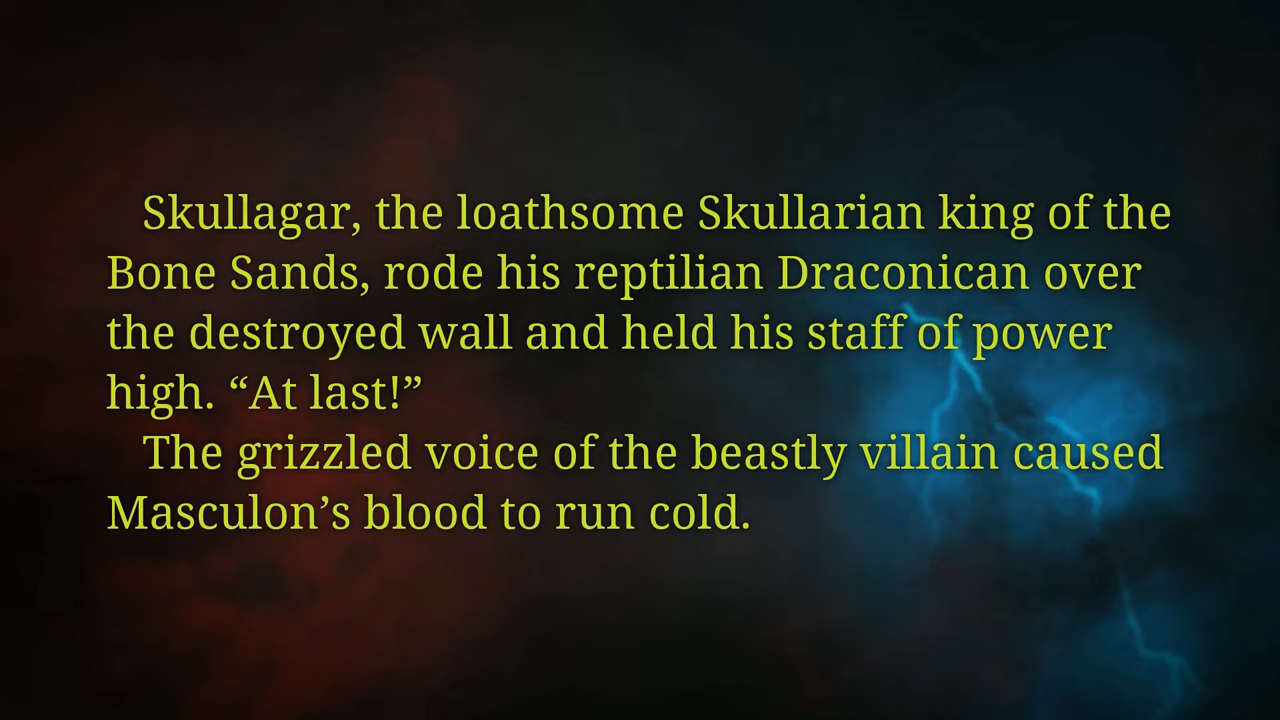 Skullagar, the loathsome Skullarian king of the
Bone Sands, rode his reptilian Draconican over
the destroyed wall and held his staff of power
high. “At last!”
The grizzled voice of the beastly villain caused
Masculon’s blood to run cold.